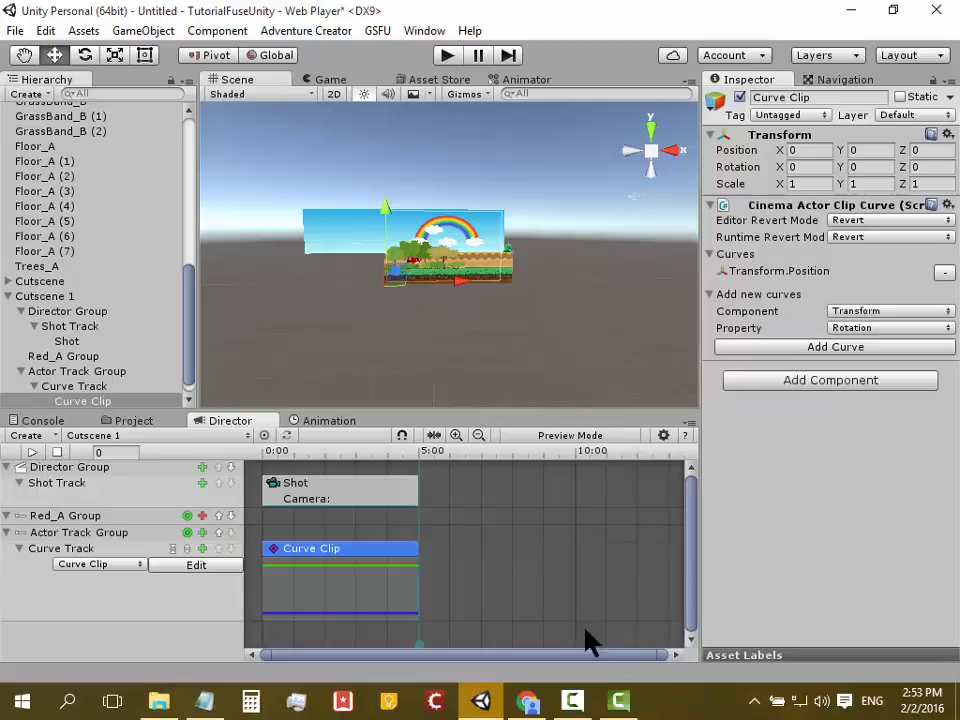 Unity Personal (64bit) - Untitled - TutorialFuseUnity - Web Player* <DX9>
File Edit Assets GameObject Component Adventure Creator GSFU Window Help
Pivot Global Account Layers Layout
Hierarchy Scene Game Asset Store Animator Inspector Navigation
Create All Shaded 2D Gizmos All Curve Clip Static
Tag Untagged Layer Default
GrassBand_B (1)
GrassBand_B (2)
Floor_A
Floor_A (1)
Floor_A (2)
Floor_A (3)
Floor_A (4)
Floor_A (5)
Floor_A (6)
Floor_A (7)
Trees_A
Cutscene
Cutscene 1
Director Group
Shot Track
Shot
Red_A Group
Actor Track Group
Curve Track
Curve Clip
y
x
Transform
Position X 0 Y 0 Z 0
Rotation X 0 Y 0 Z 0
Scale X 1 Y 1 Z 1
Cinema Actor Clip Curve (Scr
Editor Revert Mode Revert
Runtime Revert Mod Revert
Curves
Transform.Position -
Add new curves
Component Transform
Property Rotation
Add Curve
Add Component
Asset Labels
Console Project Director Animation
Create Cutscene 1 Preview Mode ?
0 0:00 5:00 10:00
Director Group
Shot Track Shot
Camera:
Red_A Group
Actor Track Group
Curve Track Curve Clip
Curve Clip Edit
ENG 2:53 PM
2/2/2016